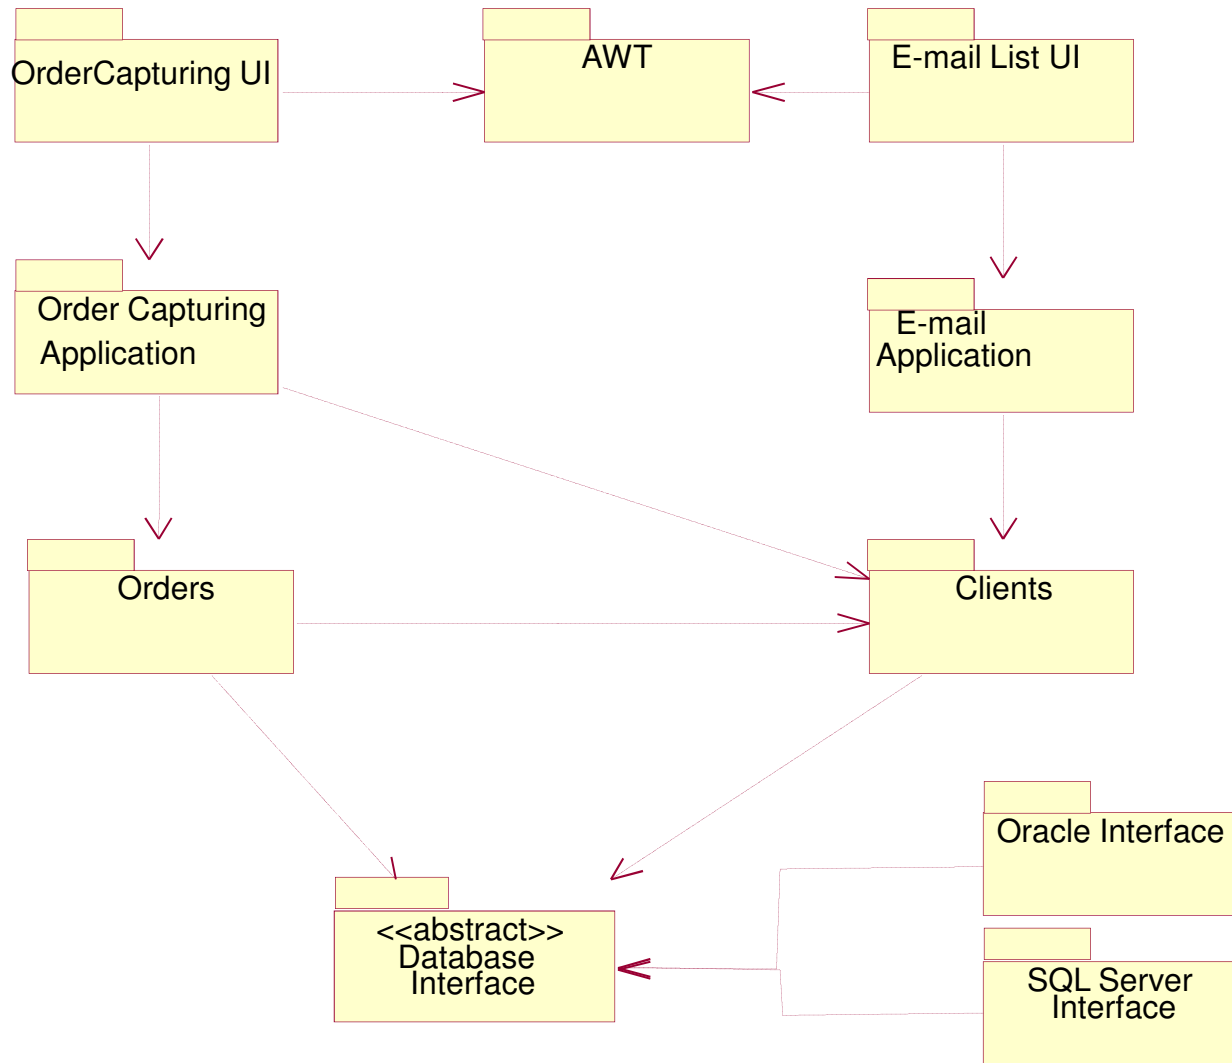 OrderCapturing UI
AWT
E-mail List UI
Order Capturing
Application
E-mail
Application
Orders
Clients
Oracle Interface
<<abstract>>
Database
Interface
SQL Server
Interface